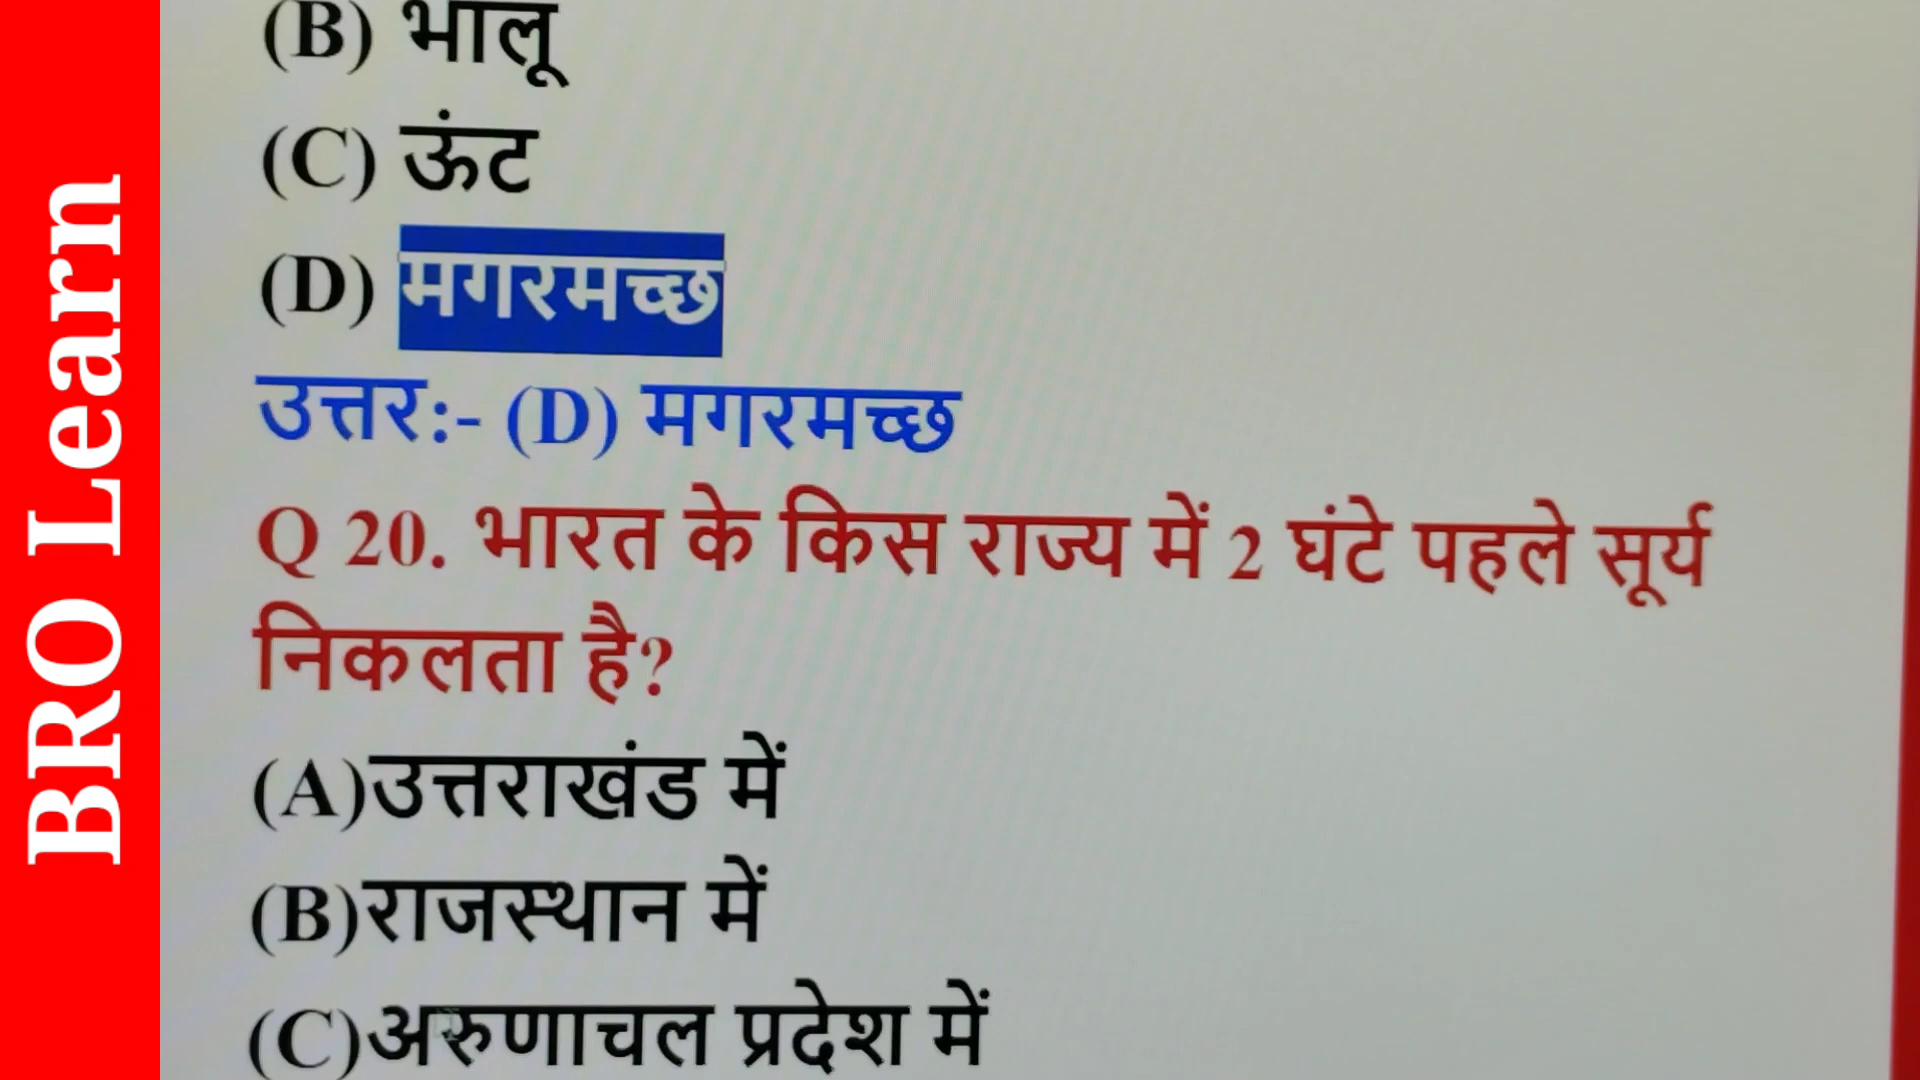 BRO Learn
(B) भालू
(C) ऊंट
(D) मगरमच्छ
उत्तर:- (D) मगरमच्छ
Q 20. भारत के किस राज्य में 2 घंटे पहले सूर्य
निकलता है?
(A)उत्तराखंड में
(B)राजस्थान में
(C)अरुणाचल प्रदेश में